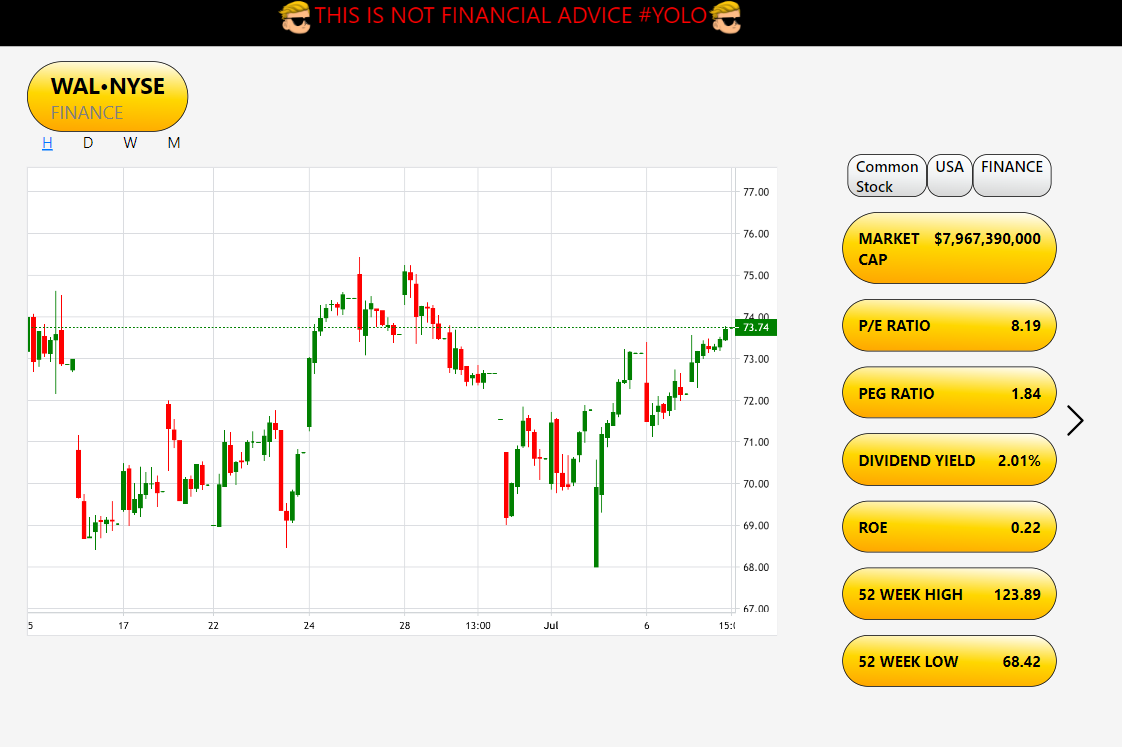 THIS IS NOT FINANCIAL ADVICE #YOLO
WAL•NYSE
FINANCE
H D W M
77.00
76.00
75.00
74.00
73.74
73.00
72.00
71.00
70.00
69.00
68.00
67.00
5 17 22 24 28 13:00 Jul 6 15:
Common
Stock
USA
FINANCE
MARKET $7,967,390,000
CAP
P/E RATIO 8.19
PEG RATIO 1.84
DIVIDEND YIELD 2.01%
ROE 0.22
52 WEEK HIGH 123.89
52 WEEK LOW 68.42